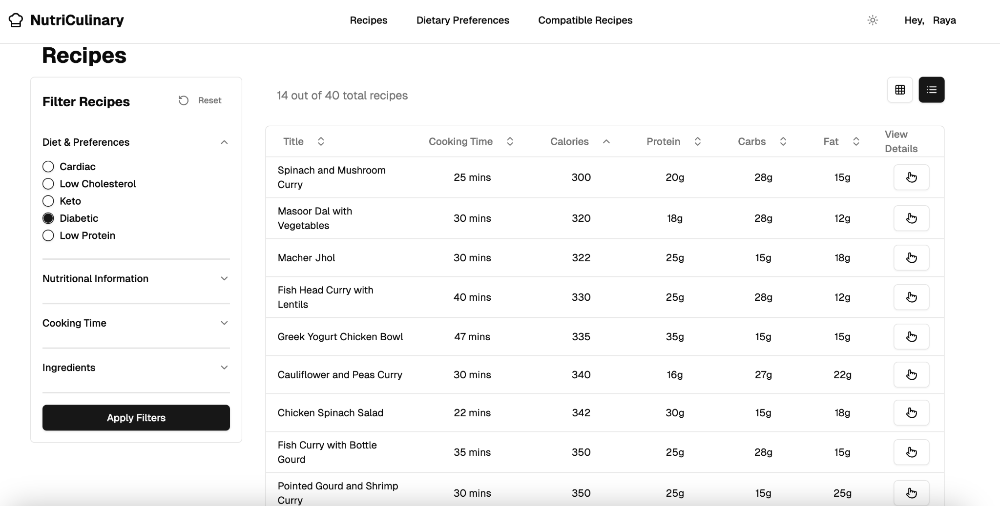 NutriCulinary
Recipes Dietary Preferences Compatible Recipes
Hey, Raya
Recipes
Filter Recipes
Reset
Diet & Preferences
Cardiac
Low Cholesterol
Keto
Diabetic
Low Protein
Nutritional Information
Cooking Time
Ingredients
Apply Filters
14 out of 40 total recipes
Title Cooking Time Calories Protein Carbs Fat View
Details
Spinach and Mushroom
Curry
25 mins 300 20g 28g 15g
Masoor Dal with
Vegetables
30 mins 320 18g 28g 12g
Macher Jhol 30 mins 322 25g 15g 18g
Fish Head Curry with
Lentils
40 mins 330 25g 28g 12g
Greek Yogurt Chicken Bowl 47 mins 335 35g 15g 15g
Cauliflower and Peas Curry 30 mins 340 16g 27g 22g
Chicken Spinach Salad 22 mins 342 30g 15g 18g
Fish Curry with Bottle
Gourd
35 mins 350 25g 28g 15g
Pointed Gourd and Shrimp
Curry
30 mins 350 25g 15g 25g